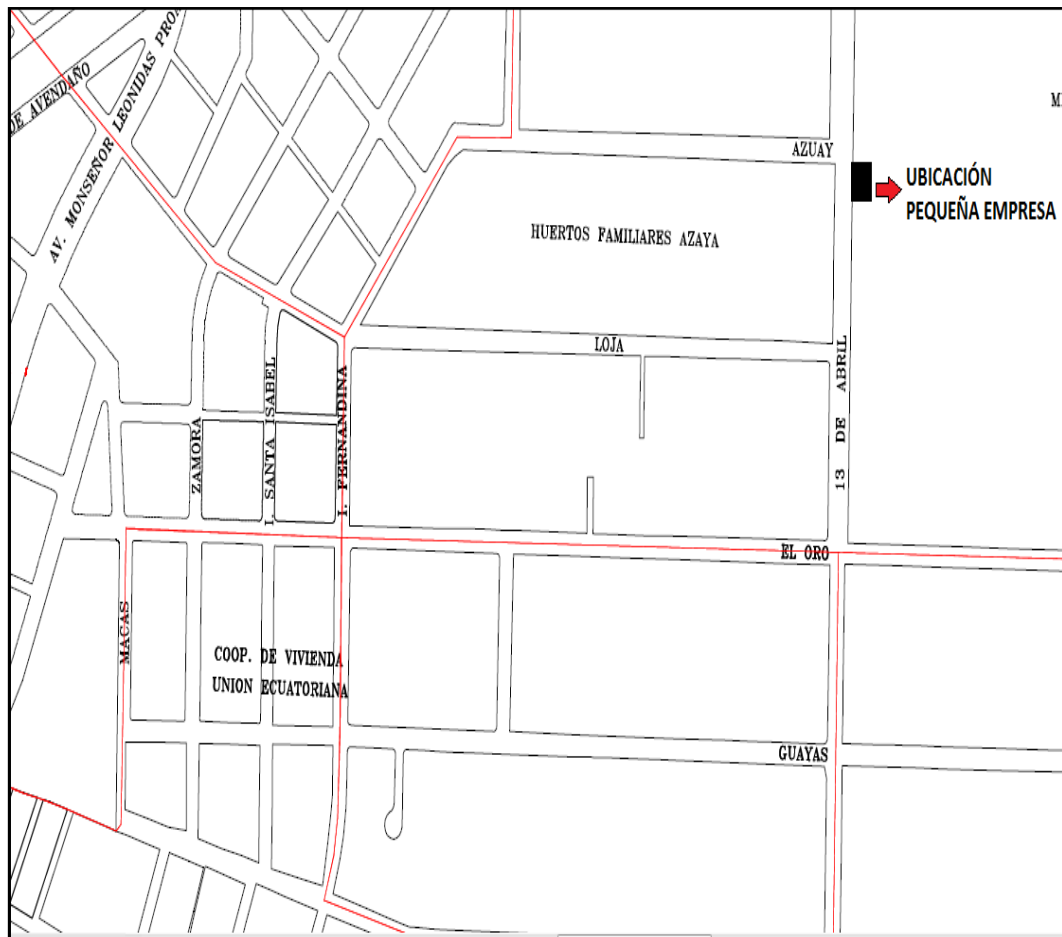 DE AVENDAÑO
AV. MONSEÑOR LEONIDAS PROA
AZUAY
UBICACIÓN
PEQUEÑA EMPRESA
HUERTOS FAMILIARES AZAYA
LOJA
ZAMORA
I. SANTA ISABEL
I. FERNANDINA
13 DE ABRIL
EL ORO
MACAS
COOP. DE VIVIENDA
UNION ECUATORIANA
GUAYAS